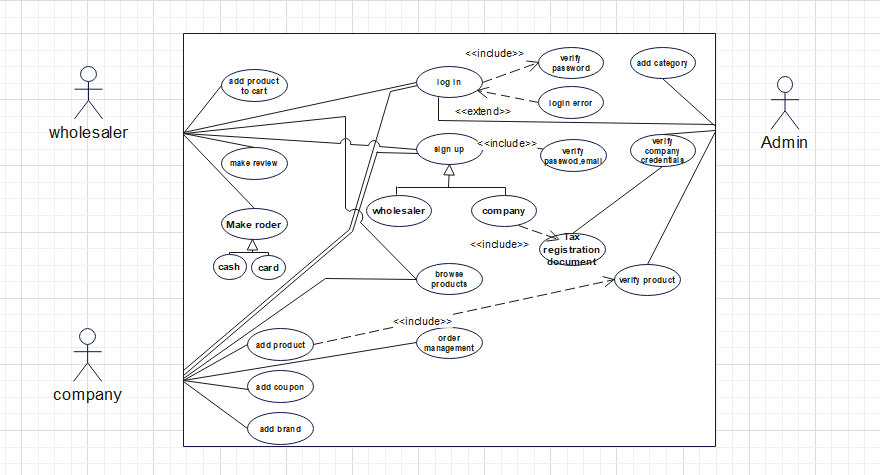 <<include>>
verify
password
add category
add product
to cart
log in
login error
<<extend>>
wholesaler
Admin
sign up
<<include>>
verify
passwod,email
verify
company
credentials
make review
Make roder
wholesaler
company
<<include>>
Tax
registration
document
cash
card
browse
products
verify product
<<include>>
add product
order
management
company
add coupon
add brand